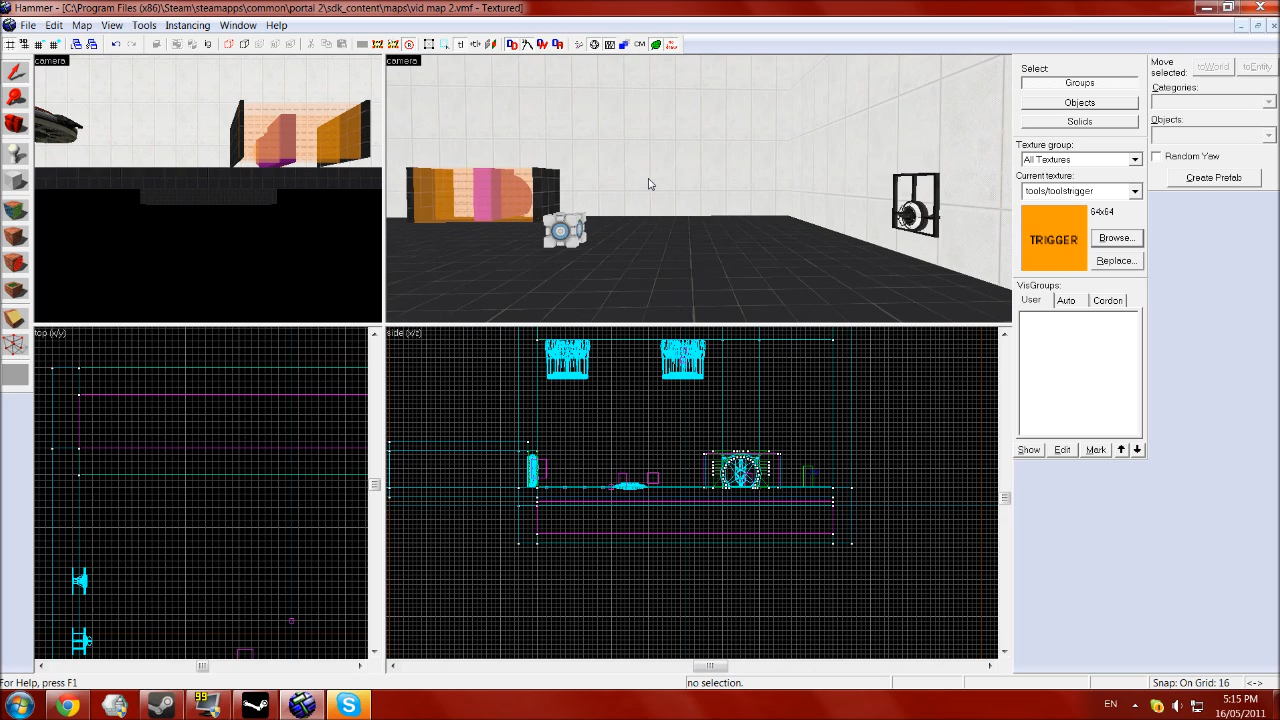 Hammer - [C:\Program Files (x86)\Steam\steamapps\common\portal 2\sdk_content\maps\vid map 2.vmf - Textured]
File Edit Map View Tools Instancing Window Help
camera
camera
top (x/y)
side (x/z)
Select:
Groups
Objects
Solids
Texture group:
All Textures
Current texture:
tools/toolstrigger
TRIGGER
64x64
Browse...
Replace...
VisGroups:
User Auto Cordon
Show Edit Mark
Move selected:
toWorld toEntity
Categories:
Objects:
Random Yaw
Create Prefab
For Help, press F1
no selection.
Snap: On Grid: 16
99
EN
5:15 PM
16/05/2011